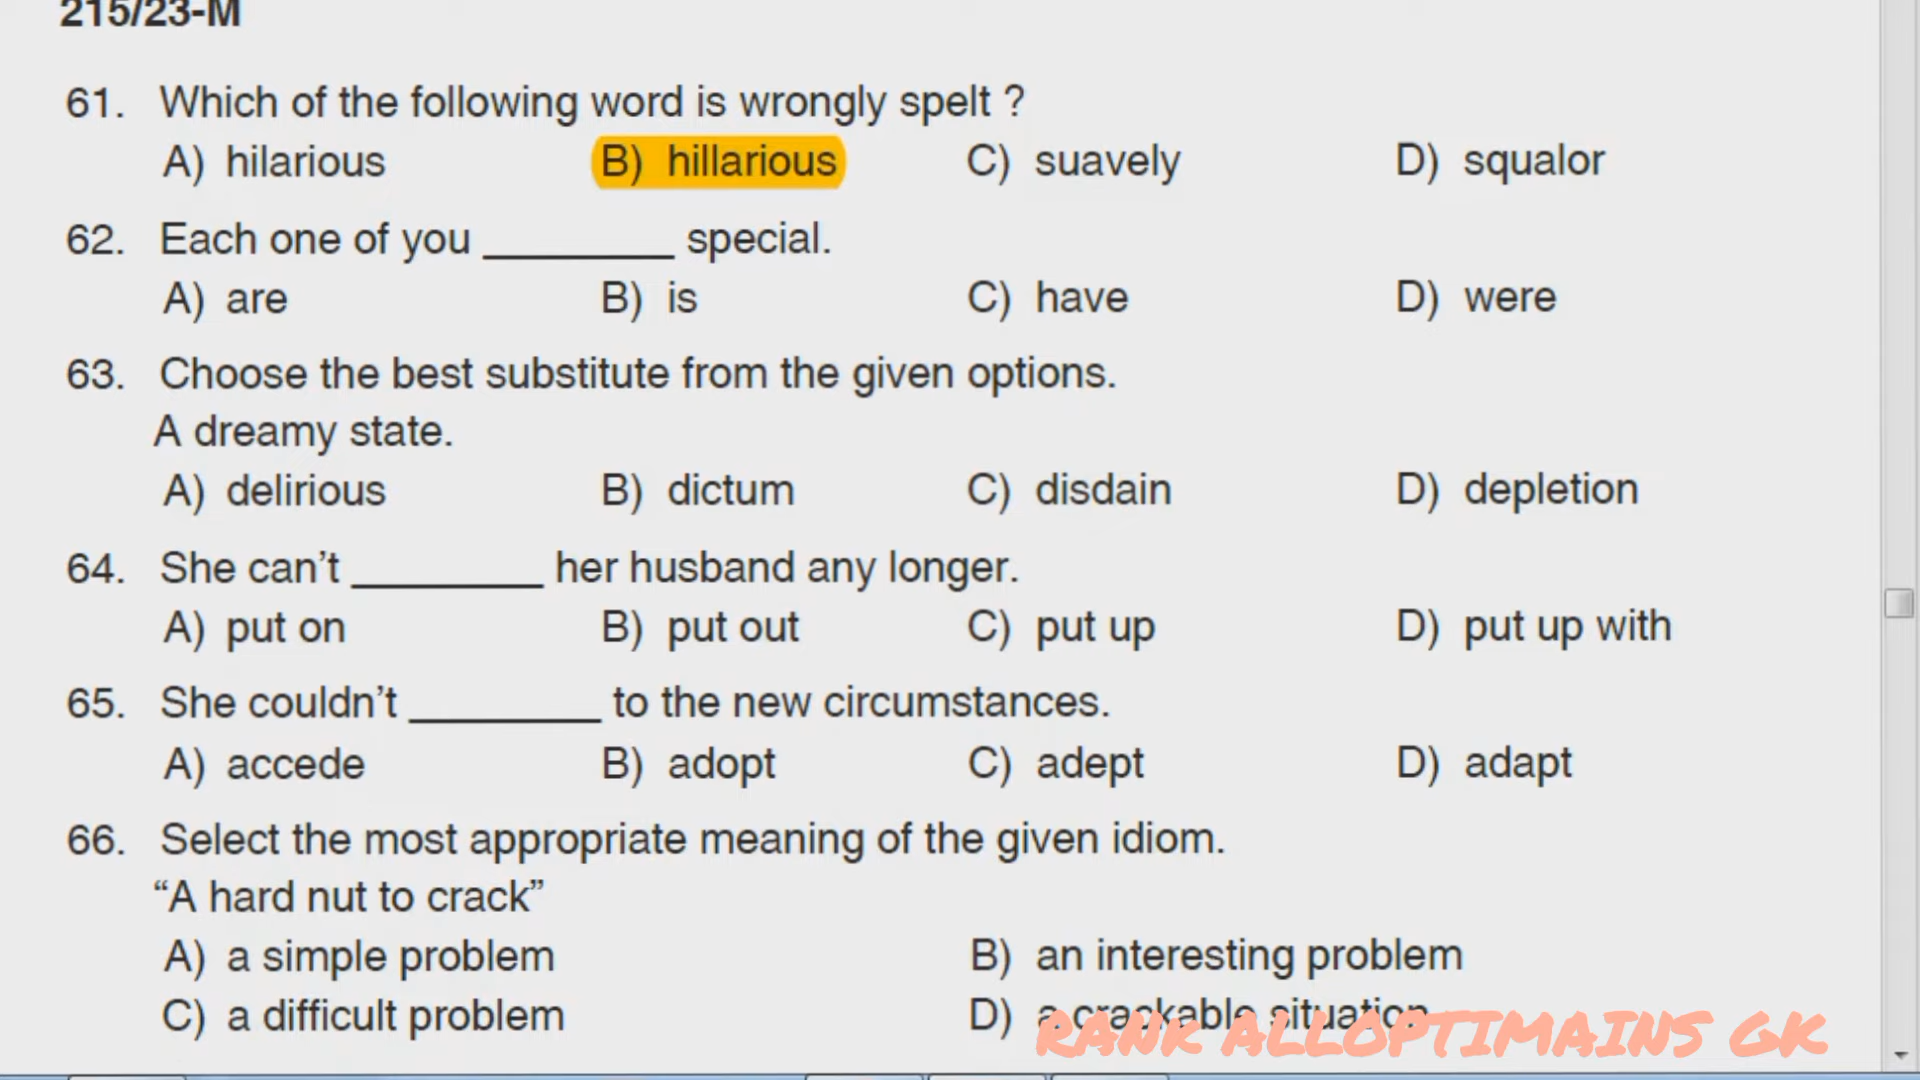 215/23-M
61. Which of the following word is wrongly spelt ?
A) hilarious B) hillarious C) suavely D) squalor
62. Each one of you ________ special.
A) are B) is C) have D) were
63. Choose the best substitute from the given options.
A dreamy state.
A) delirious B) dictum C) disdain D) depletion
64. She can’t ________ her husband any longer.
A) put on B) put out C) put up D) put up with
65. She couldn’t ________ to the new circumstances.
A) accede B) adopt C) adept D) adapt
66. Select the most appropriate meaning of the given idiom.
“A hard nut to crack”
A) a simple problem B) an interesting problem
C) a difficult problem D) a crackable situation
RANK ALLOPTIMAINS GK